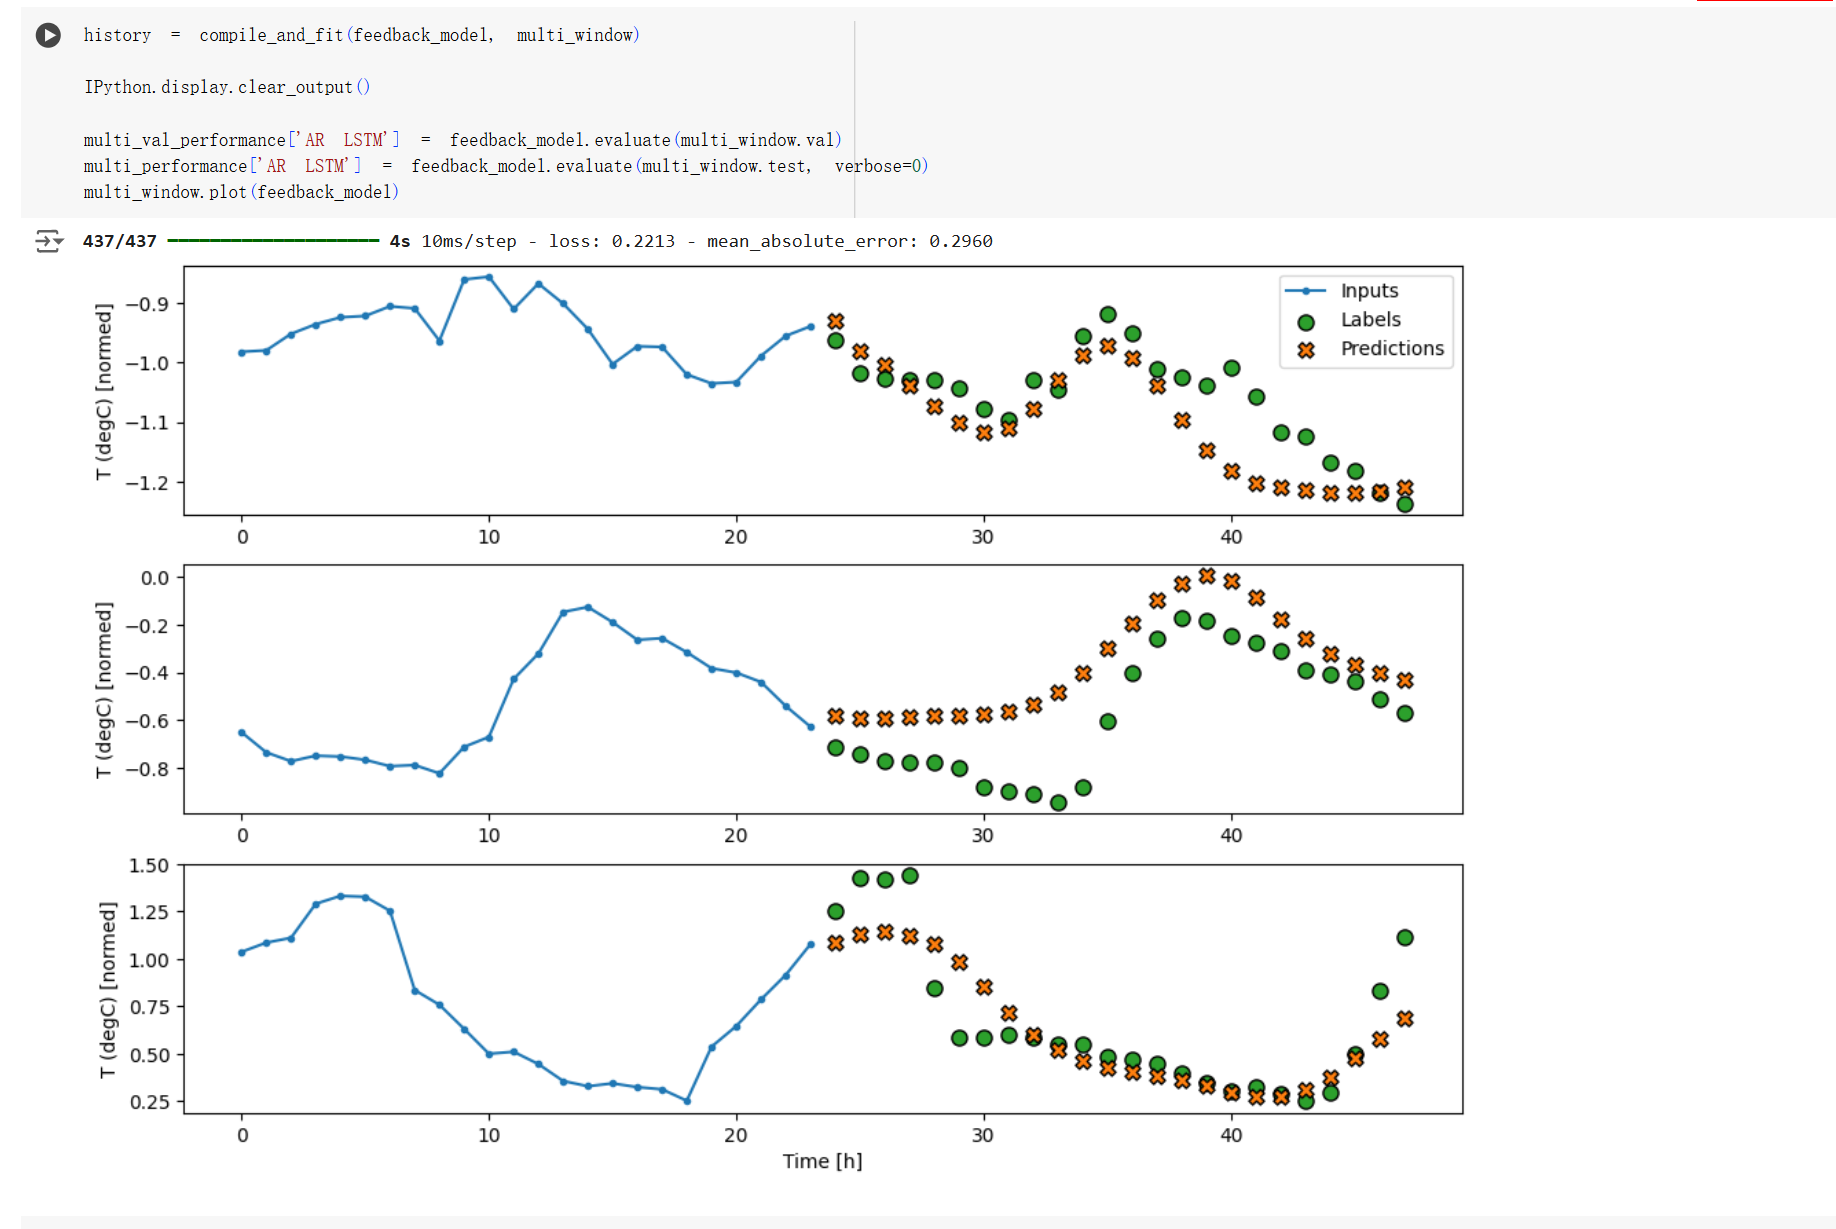 history = compile_and_fit(feedback_model, multi_window)
IPython.display.clear_output()
multi_val_performance['AR LSTM'] = feedback_model.evaluate(multi_window.val)
multi_performance['AR LSTM'] = feedback_model.evaluate(multi_window.test, verbose=0)
multi_window.plot(feedback_model)
437/437 ━━━━━━━━━━━━━━━━━━━━ 4s 10ms/step - loss: 0.2213 - mean_absolute_error: 0.2960
T (degC) [normed]
−0.9
−1.0
−1.1
−1.2
Inputs
Labels
Predictions
0 10 20 30 40
T (degC) [normed]
0.0
−0.2
−0.4
−0.6
−0.8
0 10 20 30 40
T (degC) [normed]
1.50
1.25
1.00
0.75
0.50
0.25
0 10 20 30 40
Time [h]